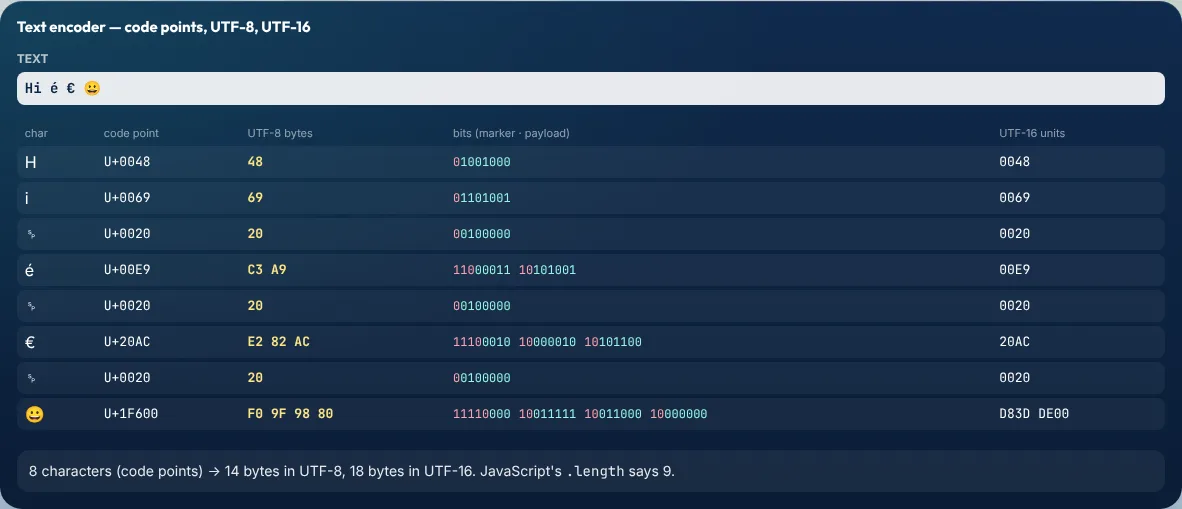 Text encoder — code points, UTF-8, UTF-16
TEXT
Hi é € 😀
char code point UTF-8 bytes bits (marker · payload) UTF-16 units
H U+0048 48 01001000 0048
i U+0069 69 01101001 0069
␠ U+0020 20 00100000 0020
é U+00E9 C3 A9 11000011 10101001 00E9
␠ U+0020 20 00100000 0020
€ U+20AC E2 82 AC 11100010 10000010 10101100 20AC
␠ U+0020 20 00100000 0020
😀 U+1F600 F0 9F 98 80 11110000 10011111 10011000 10000000 D83D DE00
8 characters (code points) → 14 bytes in UTF-8, 18 bytes in UTF-16. JavaScript's .length says 9.